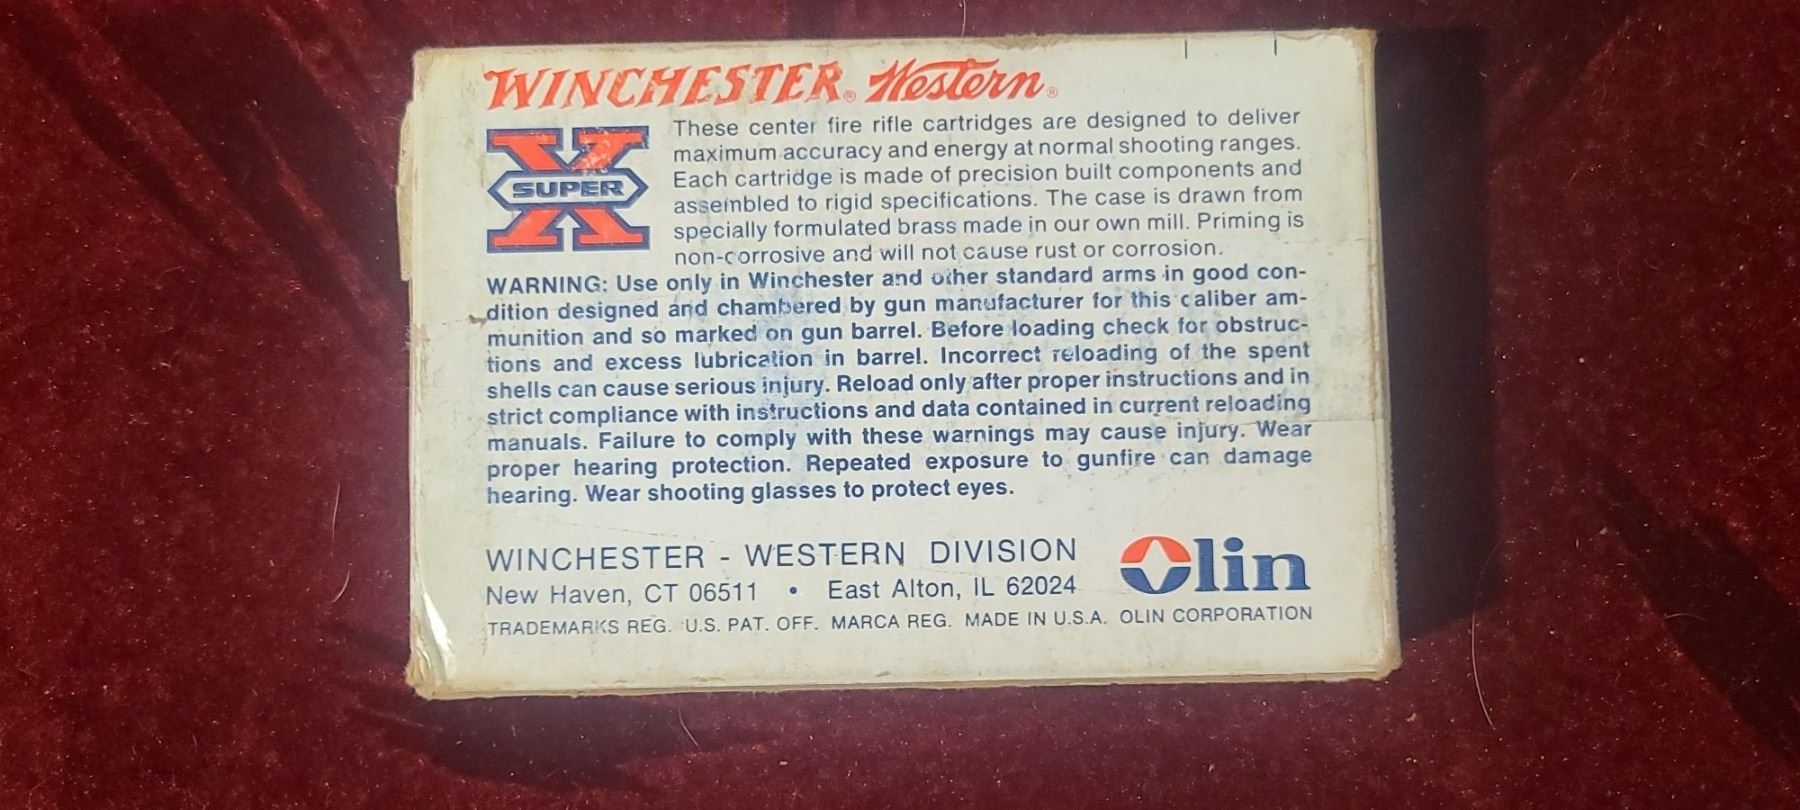 WINCHESTER® Western®
SUPER X
These center fire rifle cartridges are designed to deliver
maximum accuracy and energy at normal shooting ranges.
Each cartridge is made of precision built components and
assembled to rigid specifications. The case is drawn from
specially formulated brass made in our own mill. Priming is
non-corrosive and will not cause rust or corrosion.
WARNING: Use only in Winchester and other standard arms in good con-
dition designed and chambered by gun manufacturer for this caliber am-
munition and so marked on gun barrel. Before loading check for obstruc-
tions and excess lubrication in barrel. Incorrect reloading of the spent
shells can cause serious injury. Reload only after proper instructions and in
strict compliance with instructions and data contained in current reloading
manuals. Failure to comply with these warnings may cause injury. Wear
proper hearing protection. Repeated exposure to gunfire can damage
hearing. Wear shooting glasses to protect eyes.
WINCHESTER - WESTERN DIVISION
New Haven, CT 06511 • East Alton, IL 62024
Olin
TRADEMARKS REG. U.S. PAT. OFF. MARCA REG. MADE IN U.S.A. OLIN CORPORATION